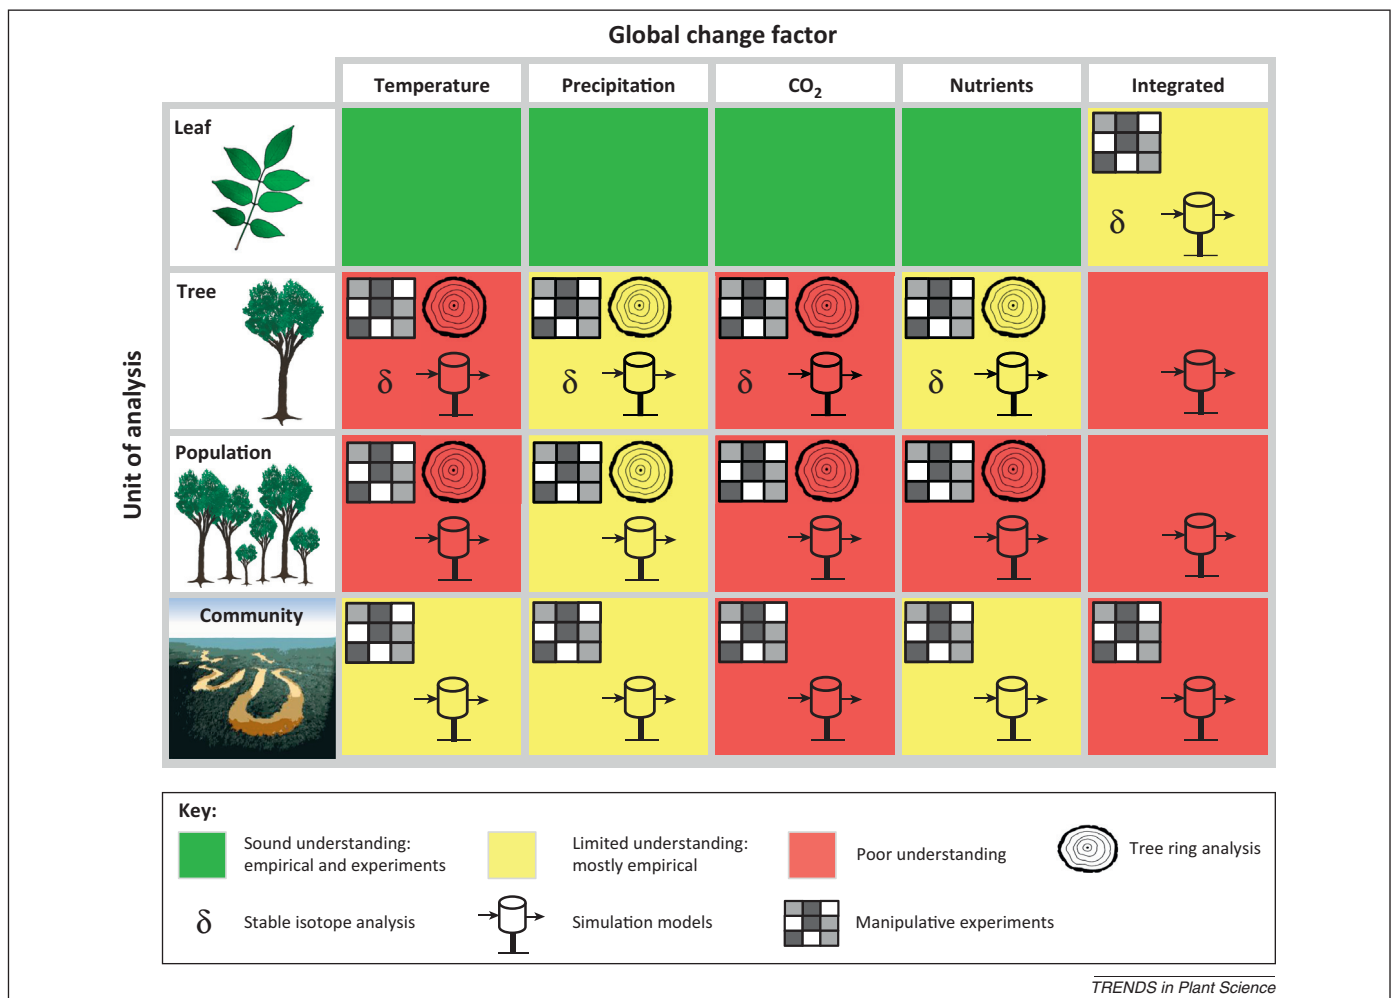 Global change factor
Temperature
Precipitation
CO2
Nutrients
Integrated
Unit of analysis
Leaf
δ
Tree
δ
δ
δ
δ
Population
Community
Key:
Sound understanding:
empirical and experiments
Limited understanding:
mostly empirical
Poor understanding
Tree ring analysis
δ
Stable isotope analysis
Simulation models
Manipulative experiments
TRENDS in Plant Science